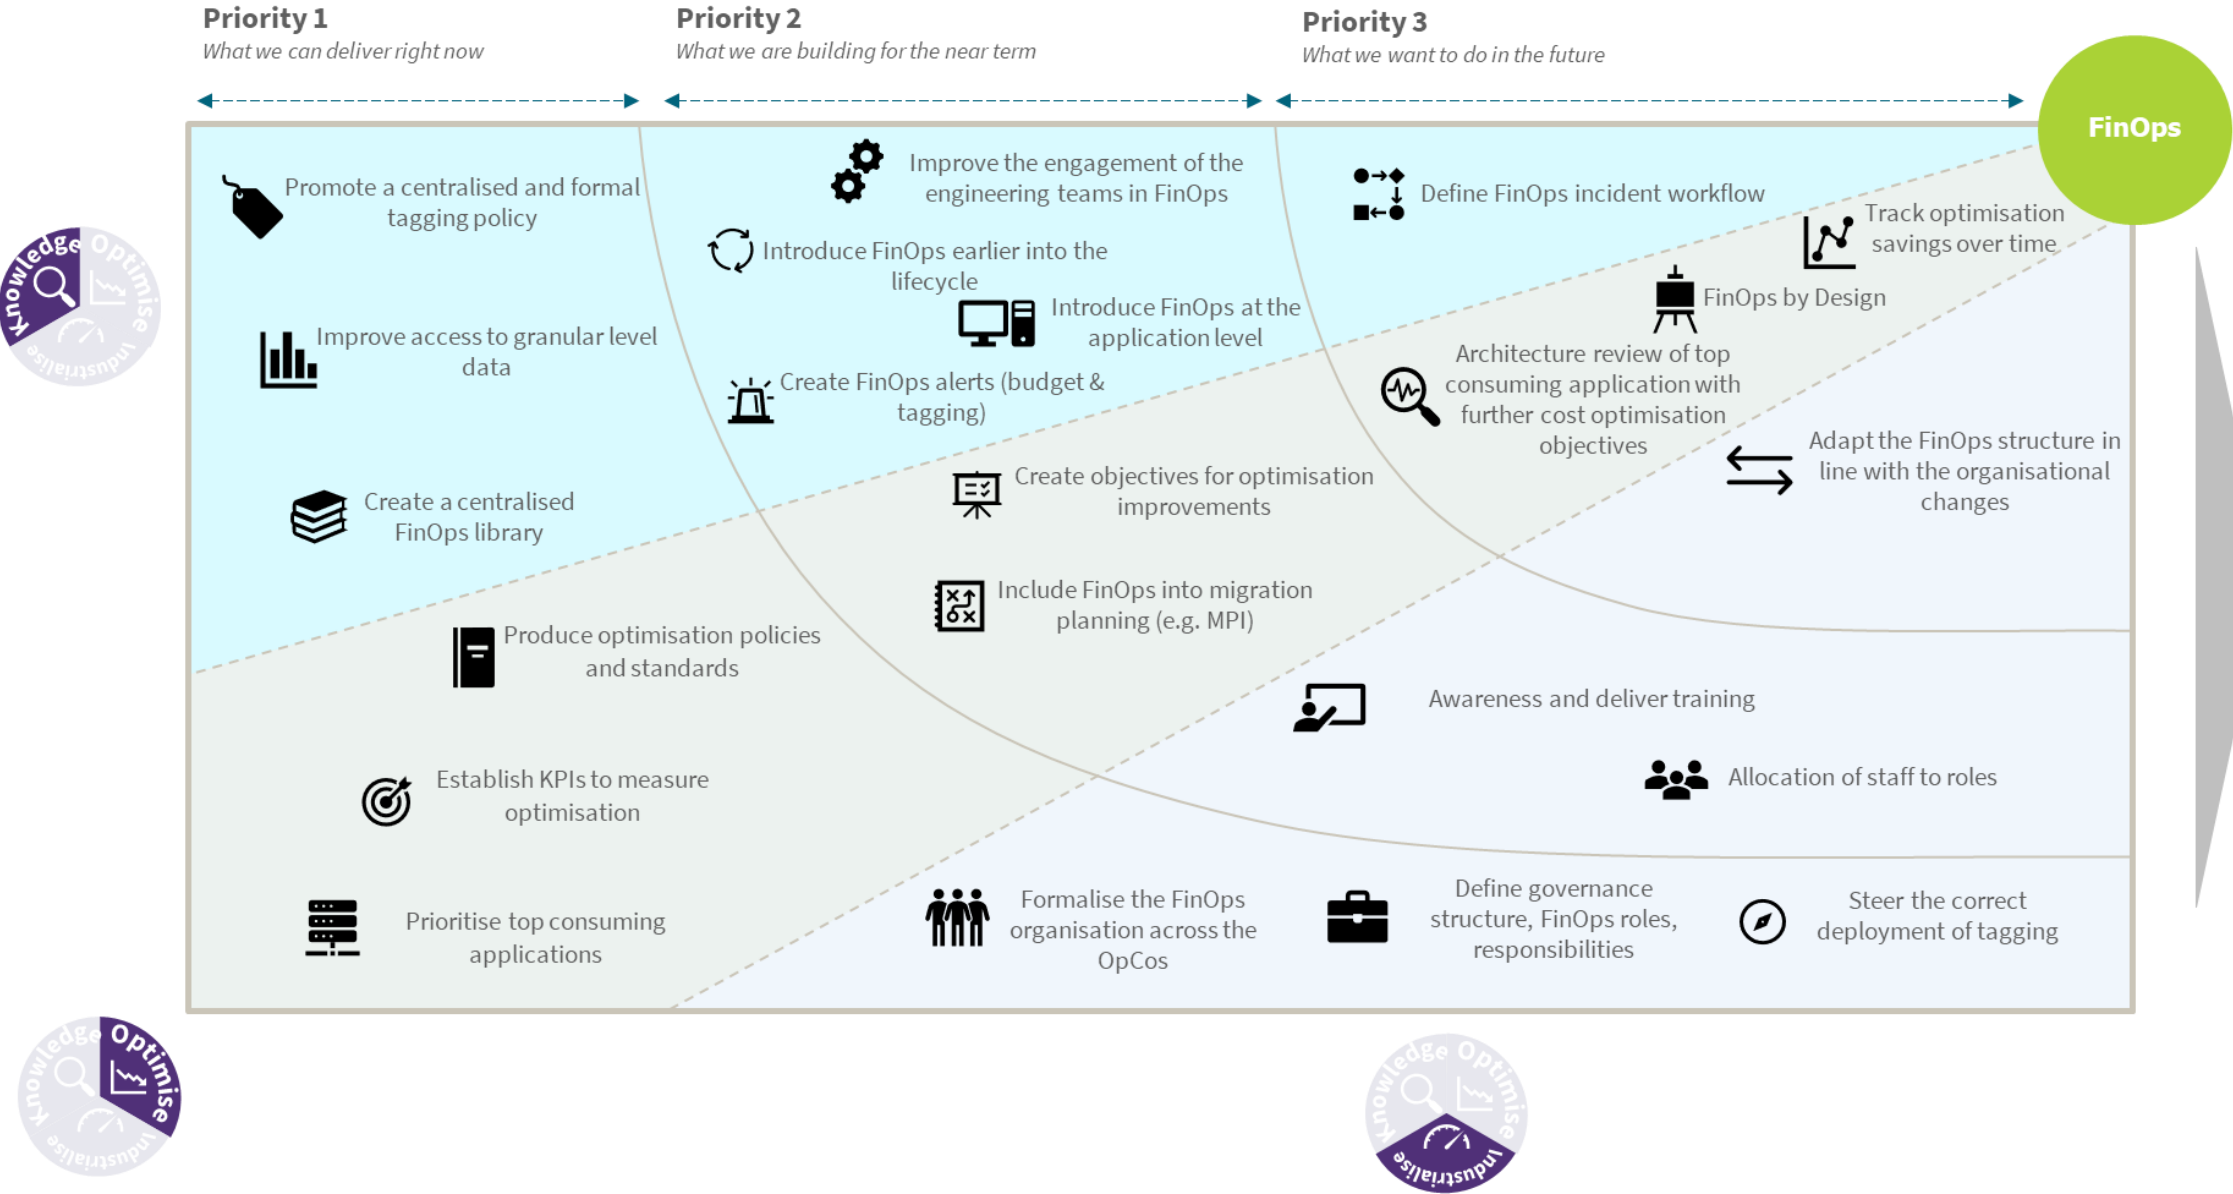 Priority 1
What we can deliver right now
Priority 2
What we are building for the near term
Priority 3
What we want to do in the future
FinOps
Promote a centralised and formal
tagging policy
Improve access to granular level
data
Create a centralised
FinOps library
Improve the engagement of the
engineering teams in FinOps
Introduce FinOps earlier into the
lifecycle
Introduce FinOps at the
application level
Create FinOps alerts (budget &
tagging)
Define FinOps incident workflow
Track optimisation
savings over time
FinOps by Design
Architecture review of top
consuming application with
further cost optimisation
objectives
Create objectives for optimisation
improvements
Include FinOps into migration
planning (e.g. MPI)
Produce optimisation policies
and standards
Establish KPIs to measure
optimisation
Prioritise top consuming
applications
Adapt the FinOps structure in
line with the organisational
changes
Awareness and deliver training
Allocation of staff to roles
Formalise the FinOps
organisation across the
OpCos
Define governance
structure, FinOps roles,
responsibilities
Steer the correct
deployment of tagging
Knowledge
Optimise
Industrialise
Knowledge
Optimise
Industrialise
Knowledge
Optimise
Industrialise